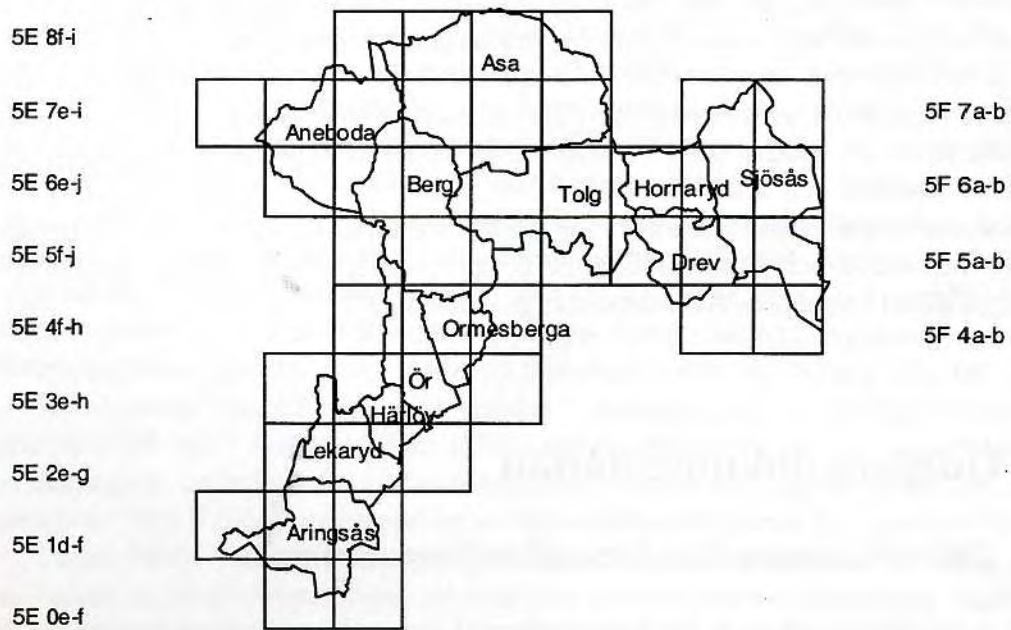 5E 8f-i
Asa
5E 7e-i
Aneboda
5F 7a-b
5E 6e-j
Berg
Tolg
Hornaryd
Sjösås
5F 6a-b
5E 5f-j
Drev
5F 5a-b
5E 4f-h
Ormesberga
5F 4a-b
5E 3e-h
Ör
Härlöv
5E 2e-g
Lekaryd
5E 1d-f
Aringsås
5E 0e-f